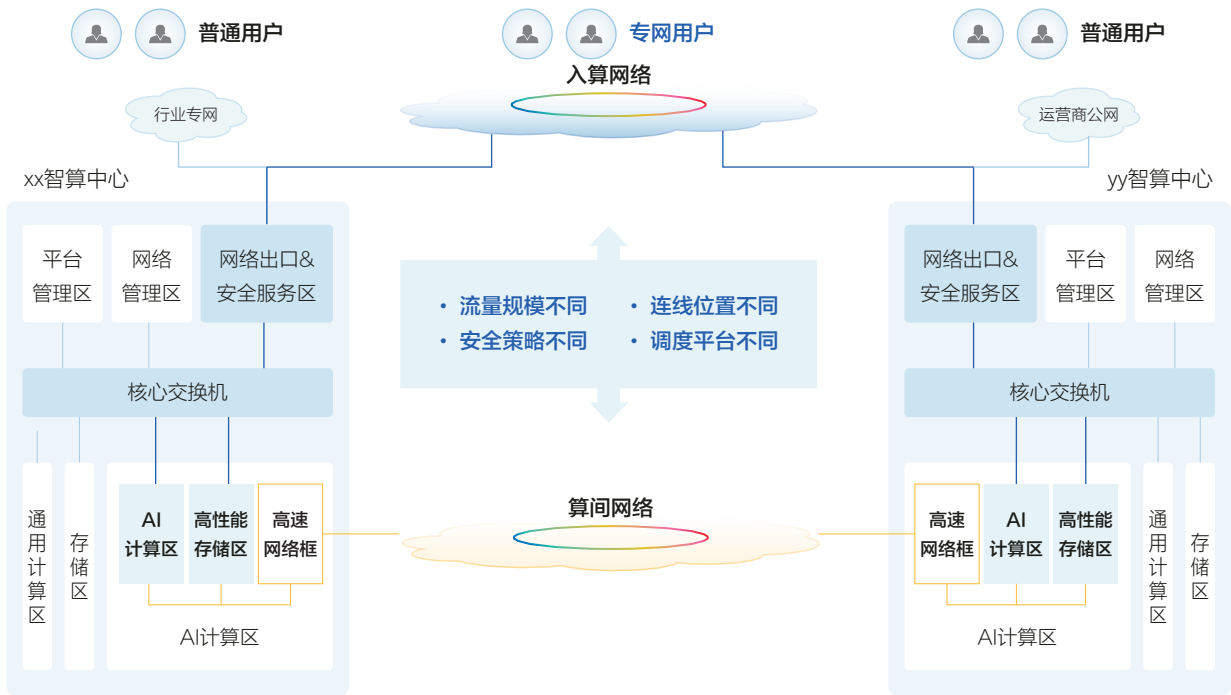 普通用户
专网用户
普通用户
入算网络
行业专网
运营商公网
xx智算中心
yy智算中心
平台
管理区
网络
管理区
网络出口&
安全服务区
• 流量规模不同
• 连线位置不同
• 安全策略不同
• 调度平台不同
网络出口&
安全服务区
平台
管理区
网络
管理区
核心交换机
核心交换机
通用计算区
存储区
AI
计算区
高性能
存储区
高速
网络框
AI计算区
算间网络
高速
网络框
AI
计算区
高性能
存储区
AI计算区
通用计算区
存储区